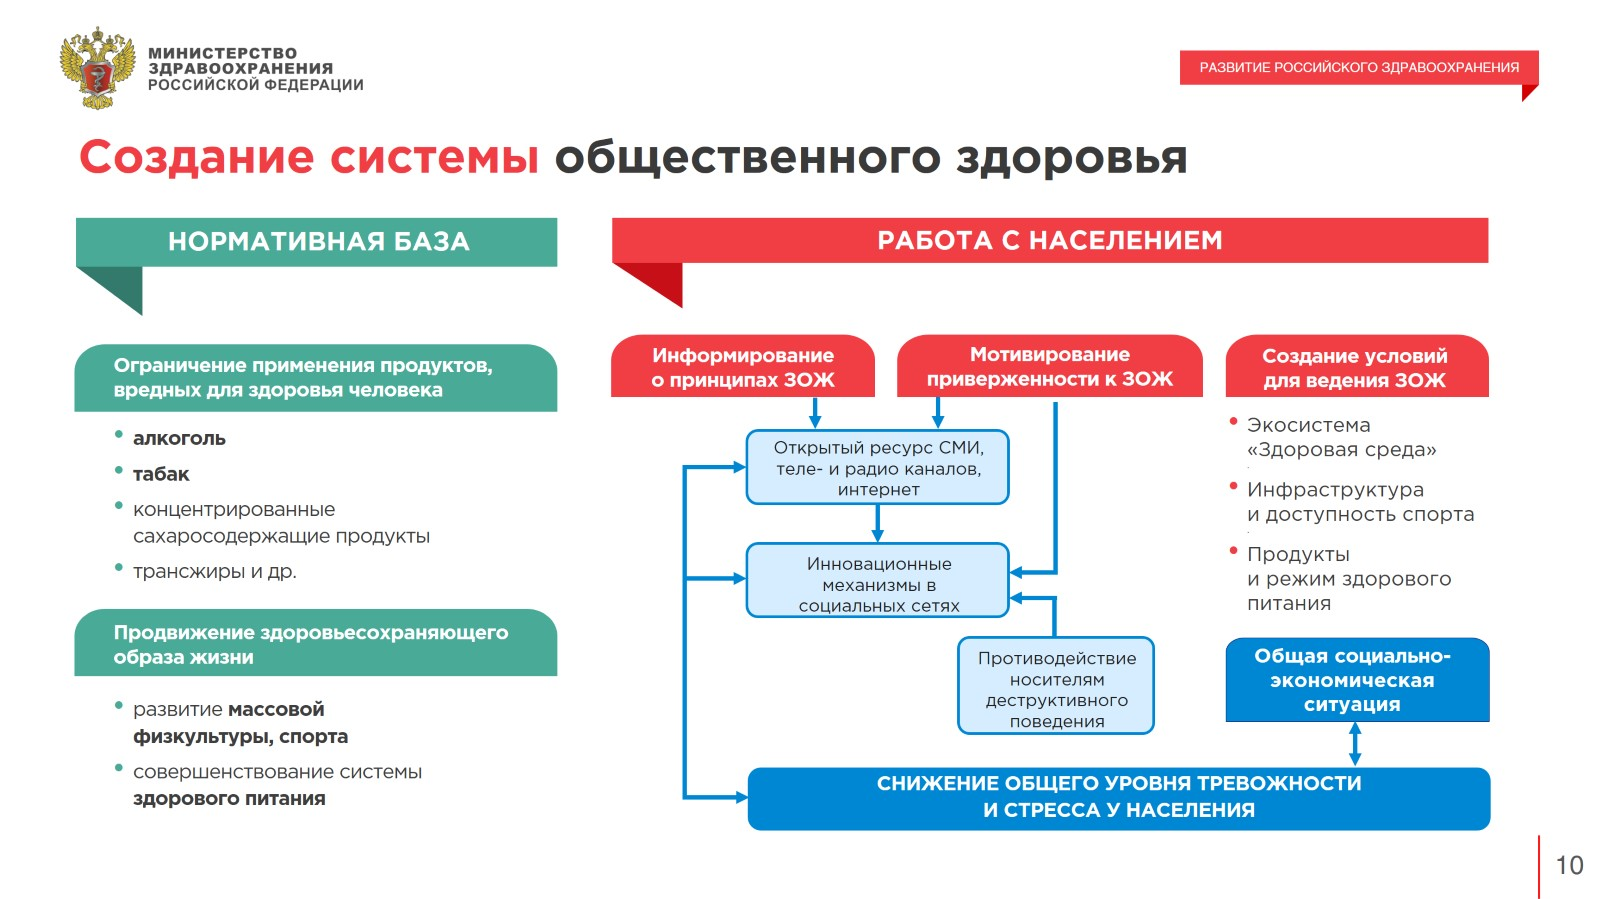 МИНИСТЕРСТВО
ЗДРАВООХРАНЕНИЯ
РОССИЙСКОЙ ФЕДЕРАЦИИ
РАЗВИТИЕ РОССИЙСКОГО ЗДРАВООХРАНЕНИЯ
Создание системы общественного здоровья
НОРМАТИВНАЯ БАЗА
Ограничение применения продуктов,
вредных для здоровья человека
• алкоголь
• табак
• концентрированные
сахаросодержащие продукты
• трансжиры и др.
Продвижение здоровьесохраняющего
образа жизни
• развитие массовой
физкультуры, спорта
• совершенствование системы
здорового питания
РАБОТА С НАСЕЛЕНИЕМ
Информирование
о принципах ЗОЖ
Мотивирование
приверженности к ЗОЖ
Открытый ресурс СМИ,
теле- и радио каналов,
интернет
Инновационные
механизмы в
социальных сетях
Противодействие
носителям
деструктивного
поведения
Создание условий
для ведения ЗОЖ
• Экосистема
«Здоровая среда»
• Инфраструктура
и доступность спорта
• Продукты
и режим здорового
питания
Общая социально-
экономическая
ситуация
СНИЖЕНИЕ ОБЩЕГО УРОВНЯ ТРЕВОЖНОСТИ
И СТРЕССА У НАСЕЛЕНИЯ
10